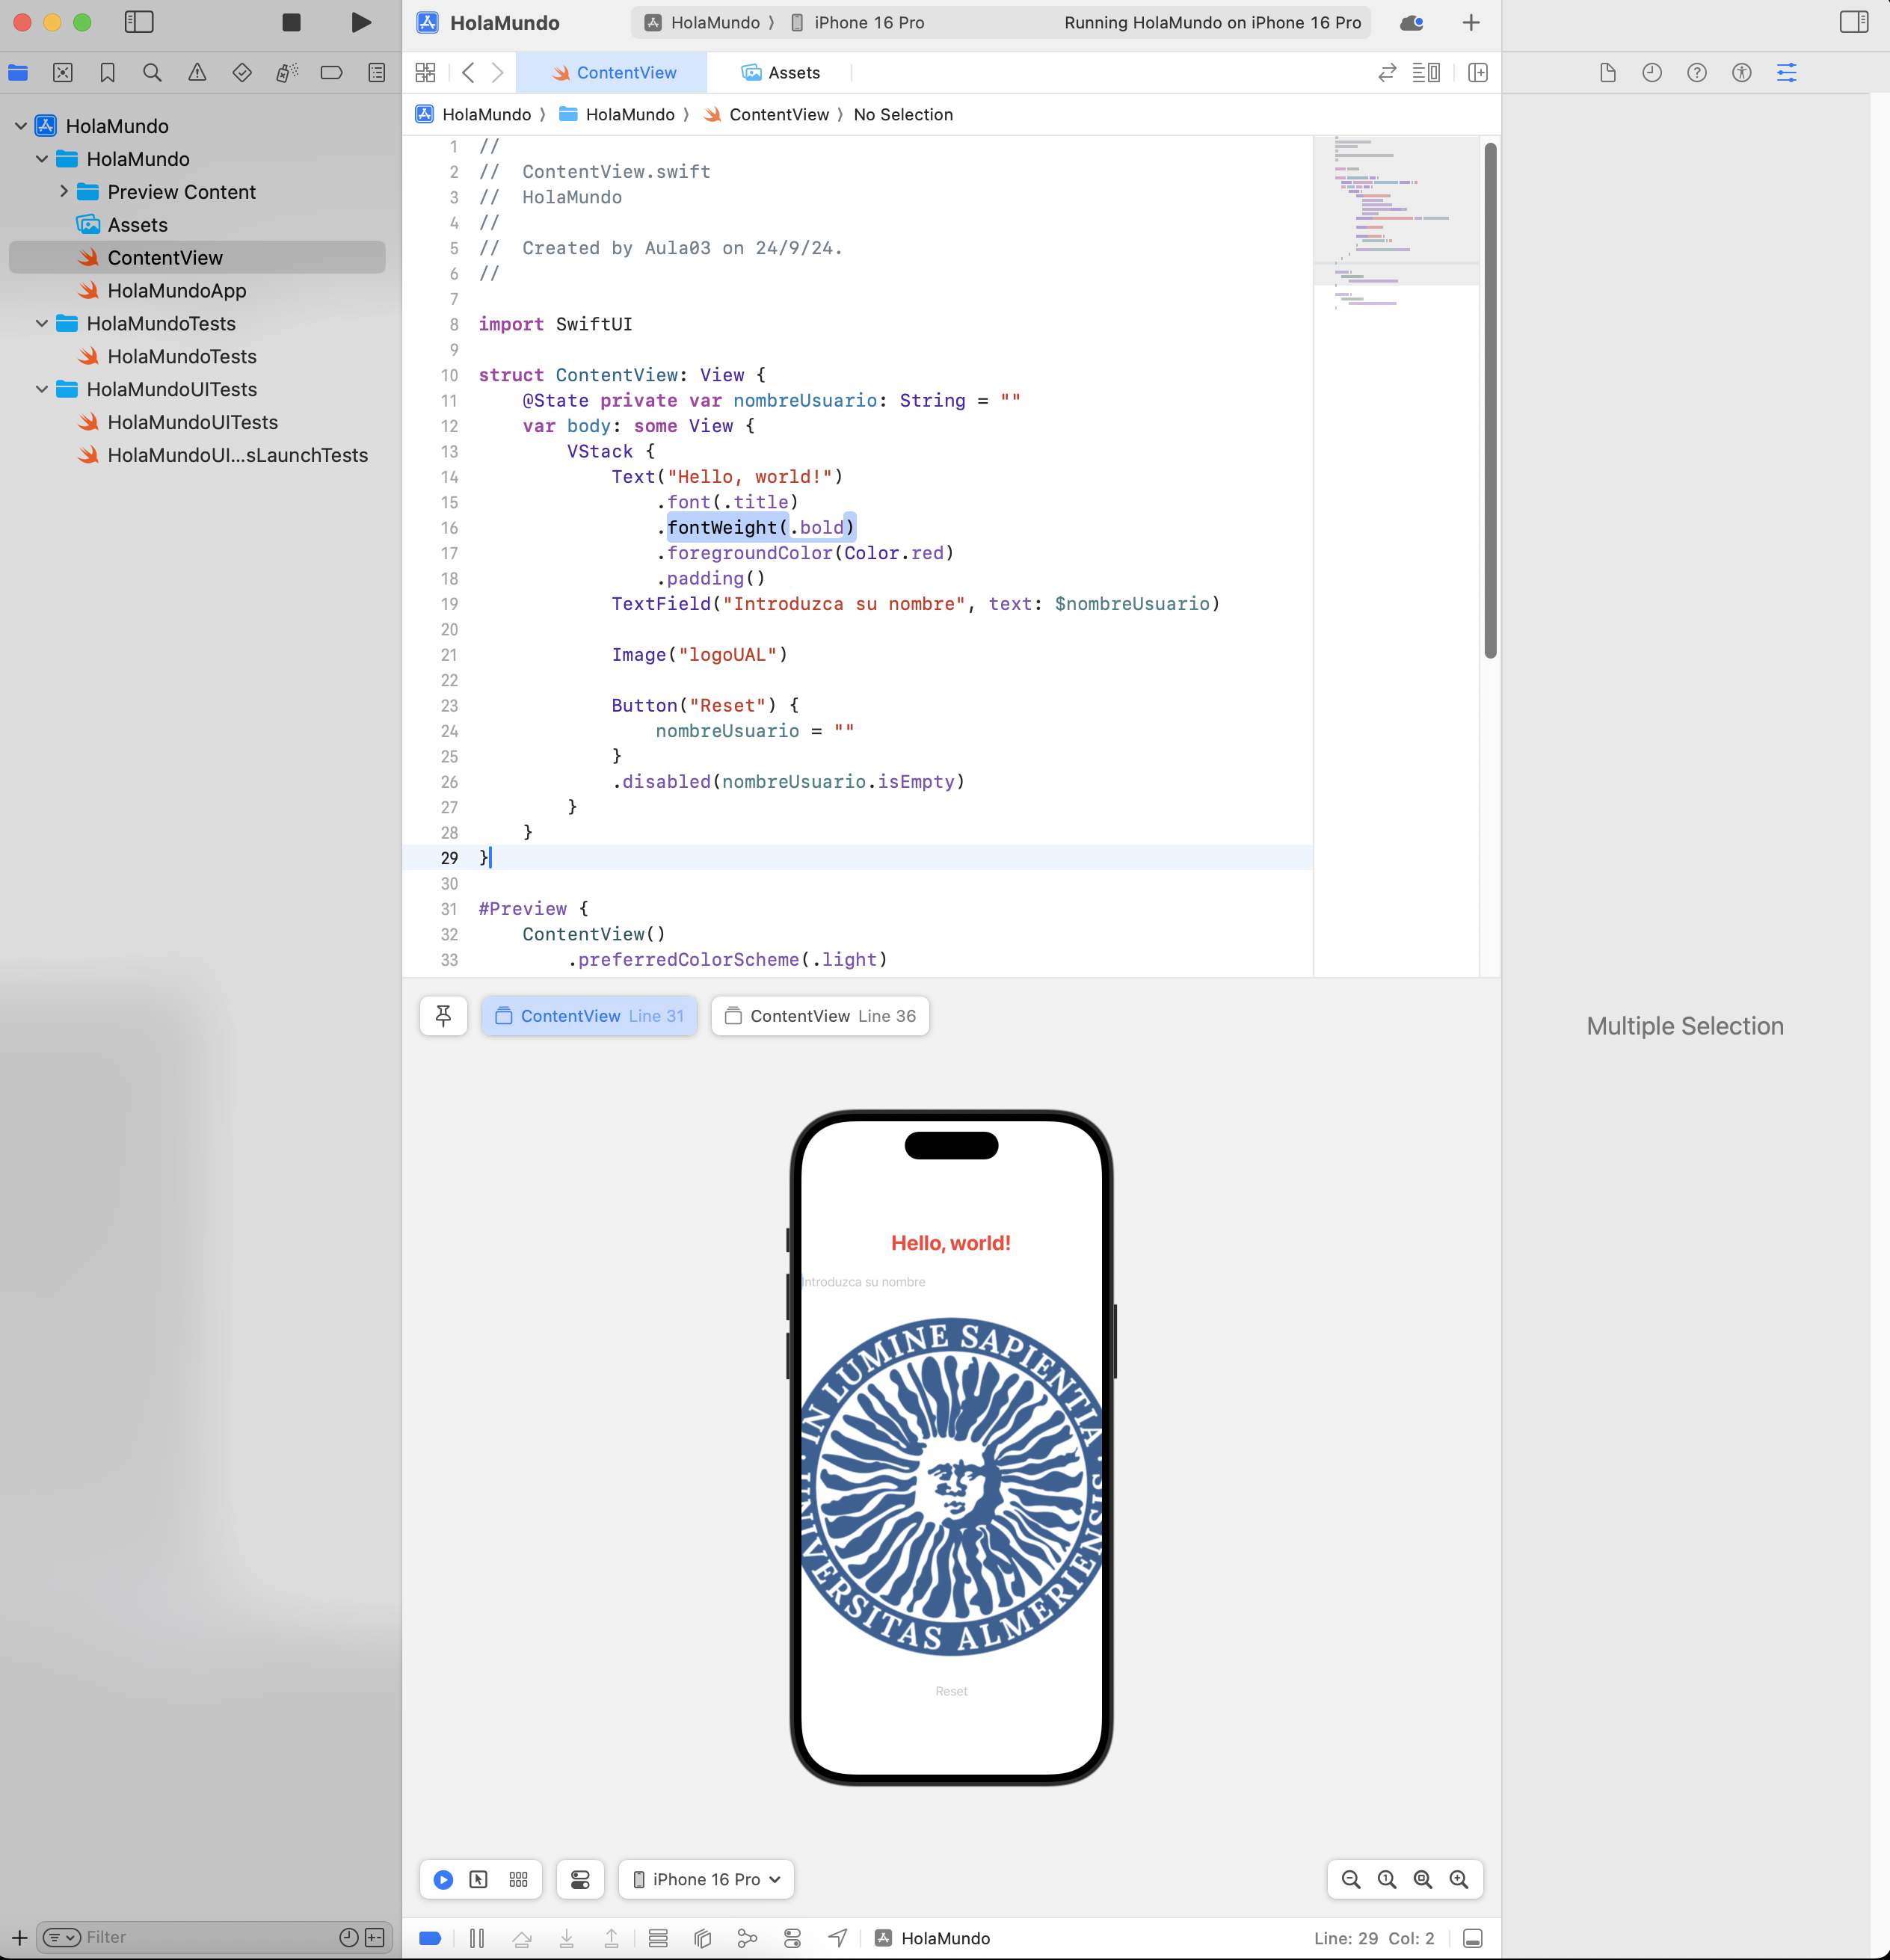 HolaMundo
HolaMundo
iPhone 16 Pro
Running HolaMundo on iPhone 16 Pro
ContentView
Assets
HolaMundo
HolaMundo
ContentView
No Selection
HolaMundo
HolaMundo
Preview Content
Assets
ContentView
HolaMundoApp
HolaMundoTests
HolaMundoTests
HolaMundoUITests
HolaMundoUITests
HolaMundoUI...sLaunchTests
1 //
2 //  ContentView.swift
3 //  HolaMundo
4 //
5 //  Created by Aula03 on 24/9/24.
6 //
7
8 import SwiftUI
9
10 struct ContentView: View {
11     @State private var nombreUsuario: String = ""
12     var body: some View {
13         VStack {
14             Text("Hello, world!")
15                 .font(.title)
16                 .fontWeight(.bold)
17                 .foregroundColor(Color.red)
18                 .padding()
19             TextField("Introduzca su nombre", text: $nombreUsuario)
20
21             Image("logoUAL")
22
23             Button("Reset") {
24                 nombreUsuario = ""
25             }
26             .disabled(nombreUsuario.isEmpty)
27         }
28     }
29 }
30
31 #Preview {
32     ContentView()
33         .preferredColorScheme(.light)
ContentView Line 31
ContentView Line 36
Multiple Selection
Hello, world!
Introduzca su nombre
IN LUMINE SAPIENTIA
VERSITAS ALMERIEN
Reset
iPhone 16 Pro
Filter
HolaMundo
Line: 29 Col: 2